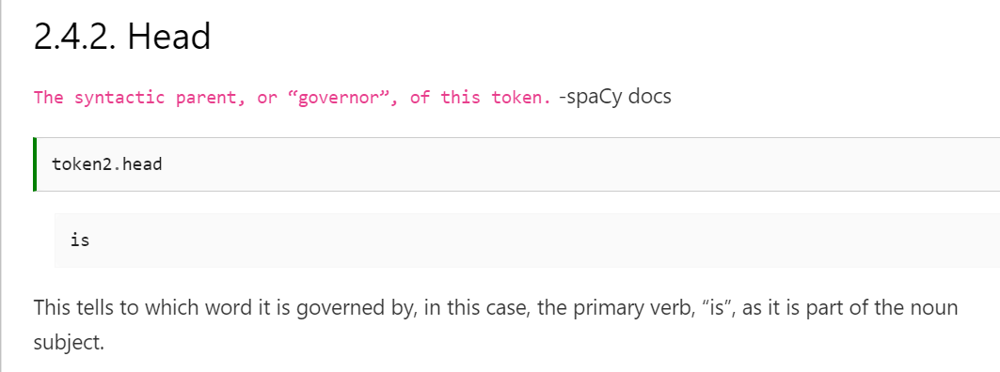 2.4.2. Head
The syntactic parent, or “governor”, of this token. -spaCy docs
token2.head
is
This tells to which word it is governed by, in this case, the primary verb, “is”, as it is part of the noun
subject.